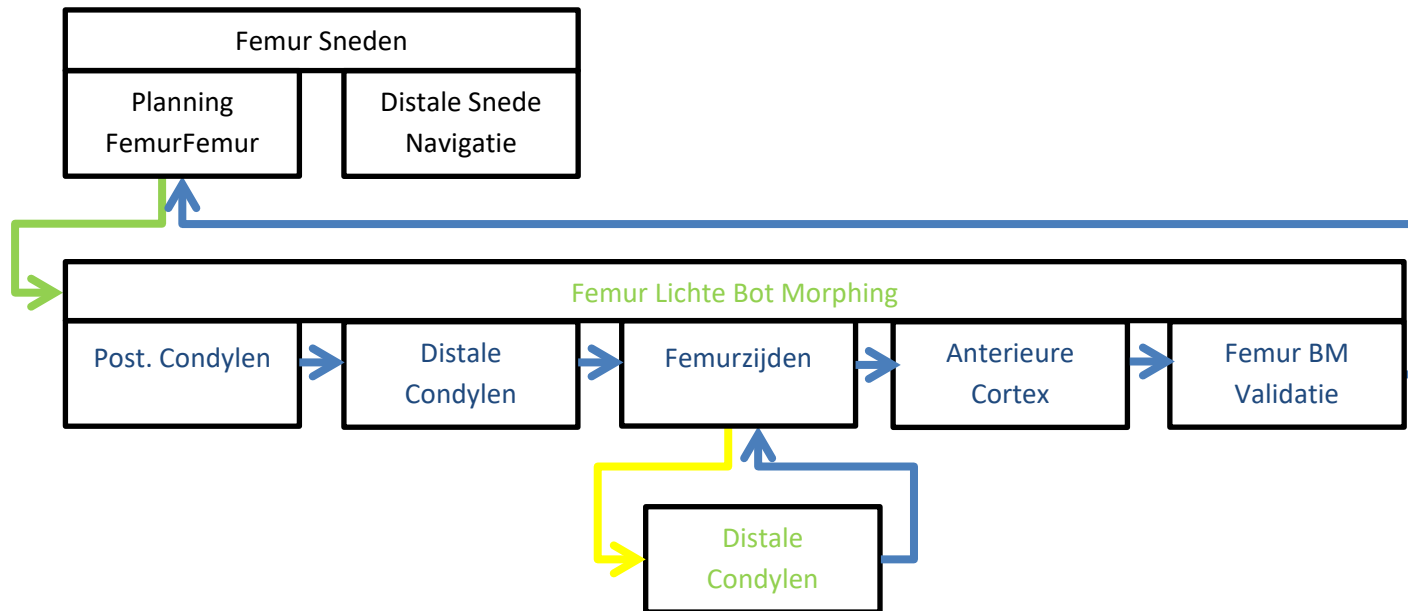 Femur Sneden
Planning
FemurFemur
Distale Snede
Navigatie
Femur Lichte Bot Morphing
Post. Condylen
Distale
Condylen
Femurzijden
Anterieure
Cortex
Femur BM
Validatie
Distale
Condylen